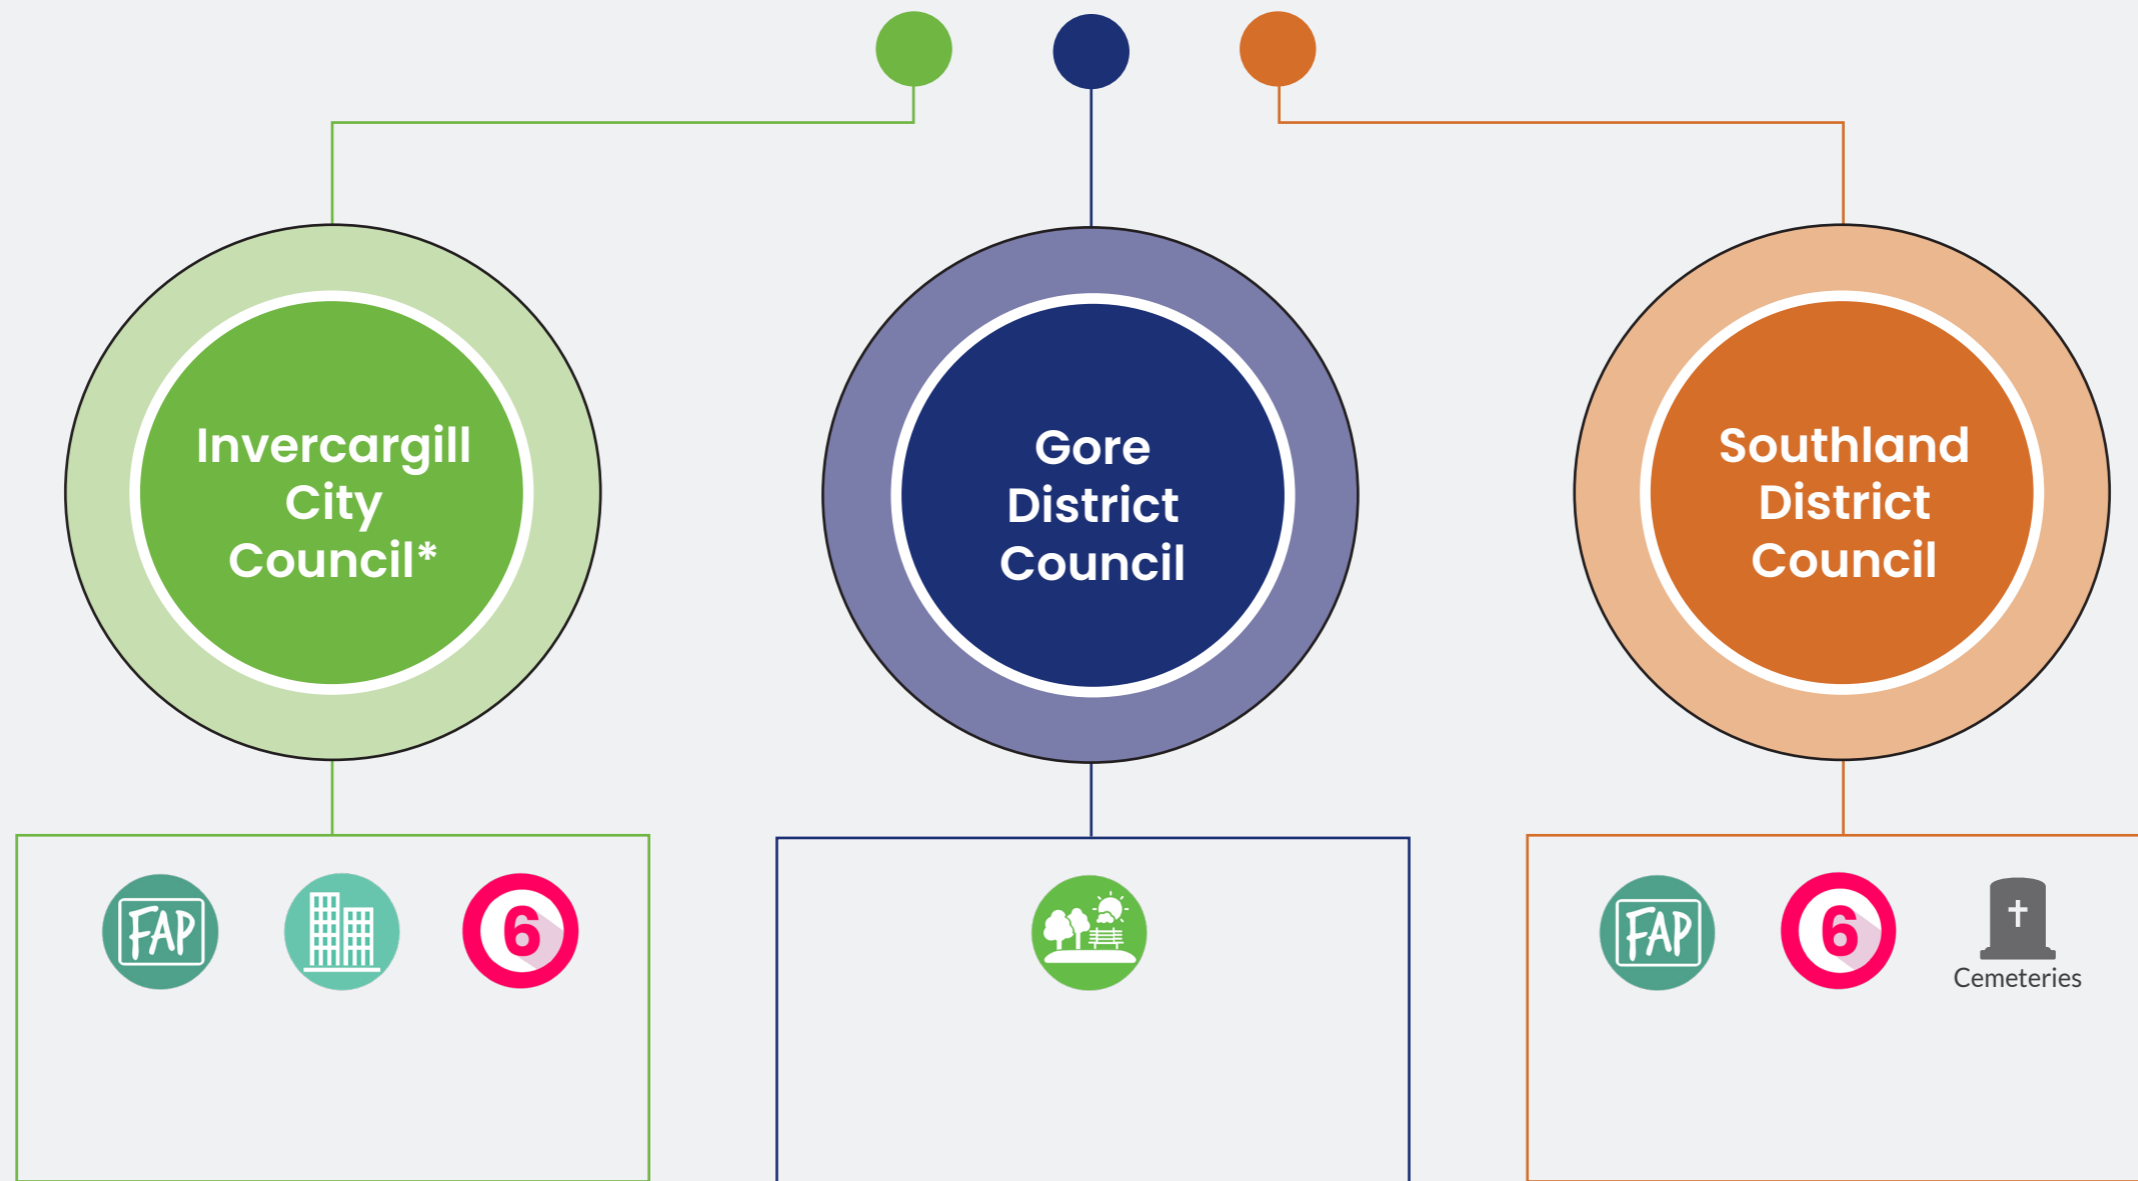 Invercargill
City
Council*
Gore
District
Council
Southland
District
Council
FAP
6
FAP
6
Cemeteries